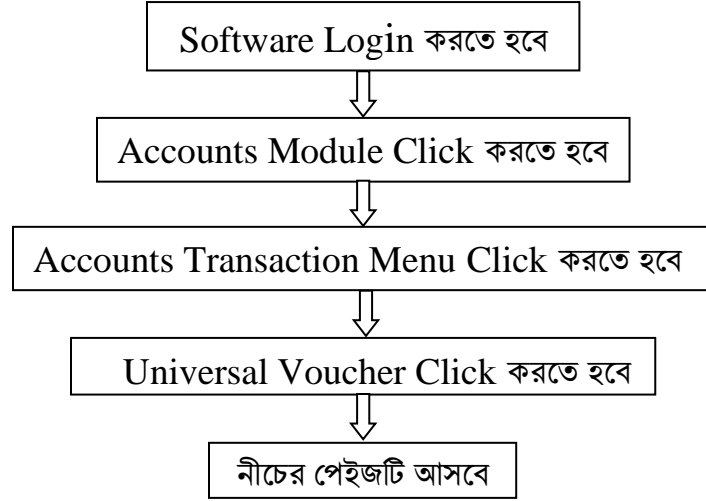 Software Login করতে হবে
Accounts Module Click করতে হবে
Accounts Transaction Menu Click করতে হবে
Universal Voucher Click করতে হবে
নীচের পেইজটি আসবে